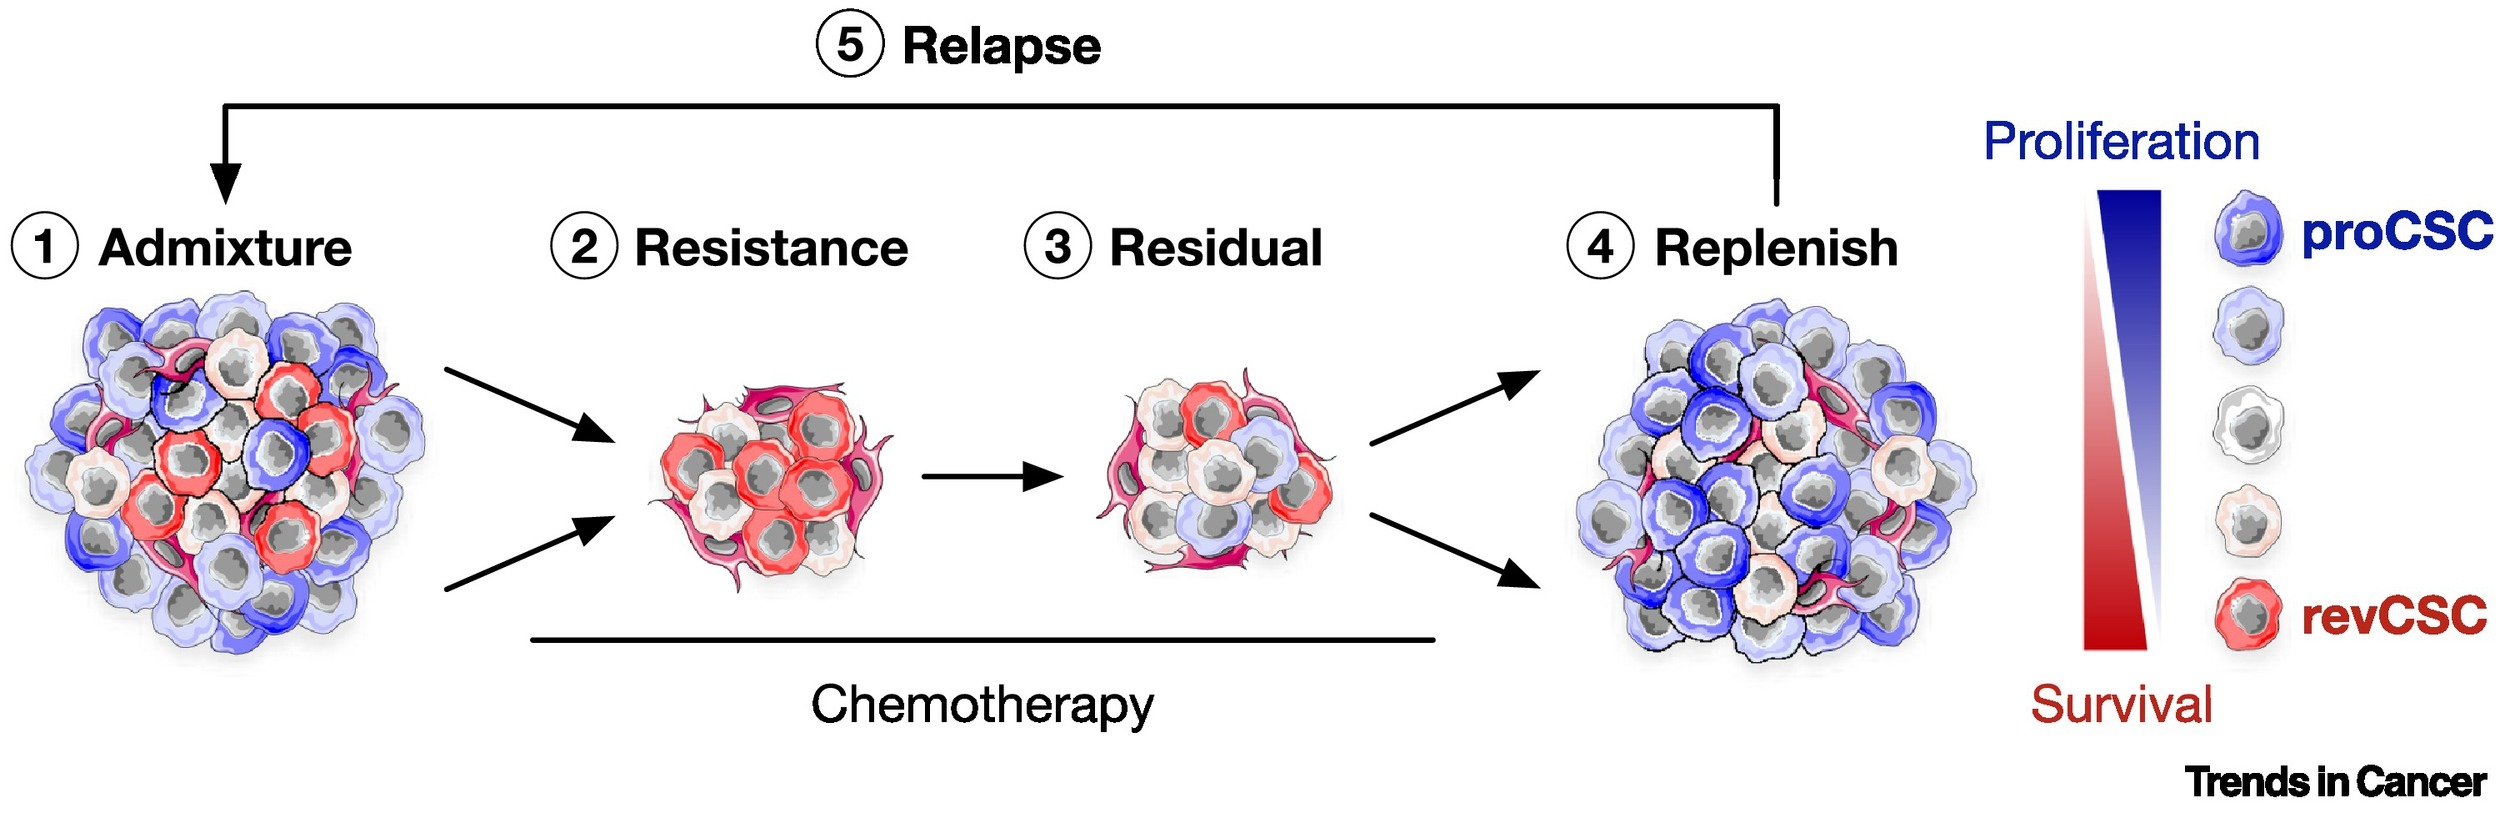 5 Relapse
1 Admixture
2 Resistance
3 Residual
4 Replenish
Proliferation
proCSC
revCSC
Survival
Chemotherapy
Trends in Cancer